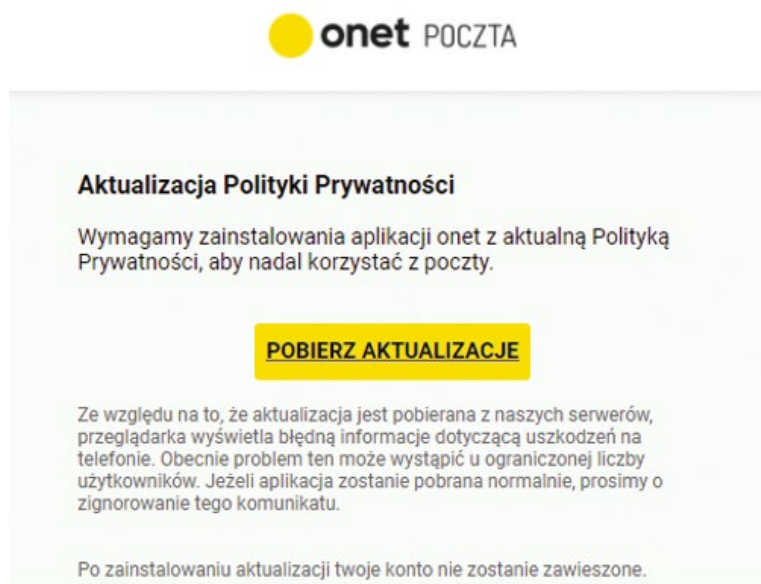 onet POCZTA
Aktualizacja Polityki Prywatności
Wymagamy zainstalowania aplikacji onet z aktualną Polityką
Prywatności, aby nadal korzystać z poczty.
POBIERZ AKTUALIZACJE
Ze względu na to, że aktualizacja jest pobierana z naszych serwerów,
przeglądarka wyświetla błędną informacje dotyczącą uszkodzeń na
telefonie. Obecnie problem ten może wystąpić u ograniczonej liczby
użytkowników. Jeżeli aplikacja zostanie pobrana normalnie, prosimy o
zignorowanie tego komunikatu.
Po zainstalowaniu aktualizacji twoje konto nie zostanie zawieszone.